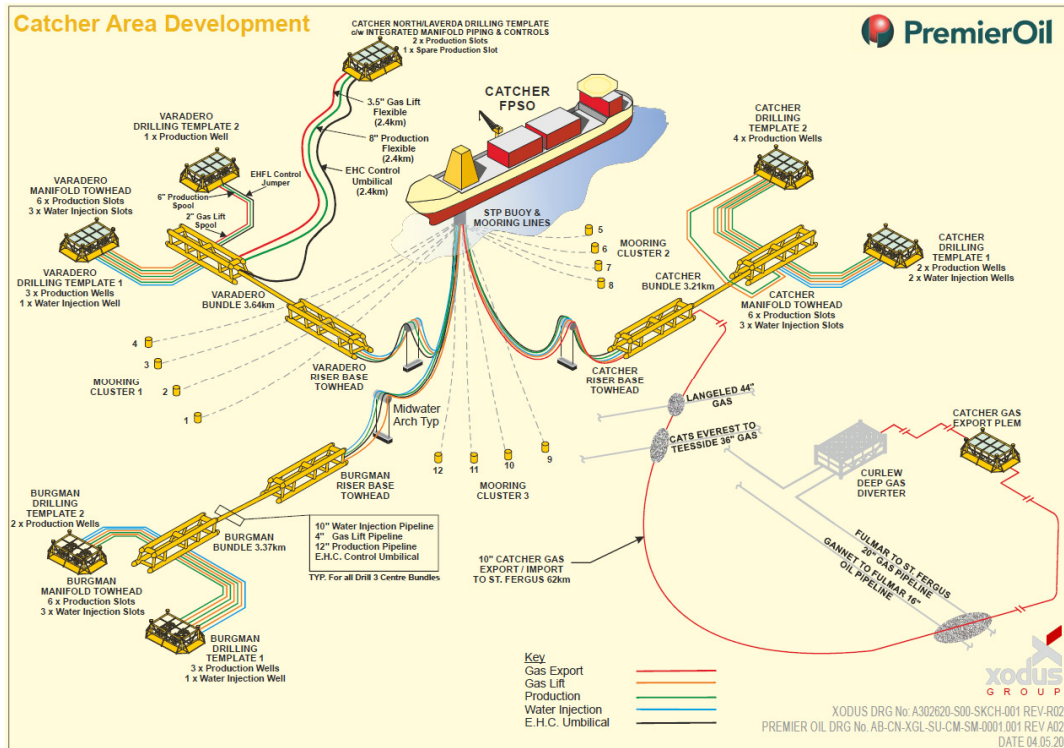 Catcher Area Development
PremierOil
CATCHER NORTH/LAVERDA DRILLING TEMPLATE
c/w INTEGRATED MANIFOLD PIPING & CONTROLS
2 x Production Slots
1 x Spare Production Slot
3.5" Gas Lift
Flexible
(2.4km)
8" Production
Flexible
(2.4km)
EHC Control
Umbilical
(2.4km)
CATCHER
FPSO
VARADERO
DRILLING TEMPLATE 2
1 x Production Well
EHFL Control
Jumper
6" Production
Spool
2" Gas Lift
Spool
VARADERO
MANIFOLD TOWHEAD
6 x Production Slots
3 x Water Injection Slots
VARADERO
DRILLING TEMPLATE 1
3 x Production Wells
1 x Water Injection Well
VARADERO
BUNDLE 3.64km
VARADERO
RISER BASE
TOWHEAD
STP BUOY &
MOORING LINES
5
6
7
8
MOORING
CLUSTER 2
CATCHER
DRILLING
TEMPLATE 2
4 x Production Wells
CATCHER
BUNDLE 3.21km
CATCHER
DRILLING
TEMPLATE 1
2 x Production Wells
2 x Water Injection Wells
CATCHER
MANIFOLD TOWHEAD
6 x Production Slots
3 x Water Injection Slots
CATCHER
RISER BASE
TOWHEAD
4
3
2
1
MOORING
CLUSTER 1
Midwater
Arch Typ
12
11
10
9
MOORING
CLUSTER 3
LANGELED 44"
GAS
CATS EVEREST TO
TEESSIDE 36" GAS
CATCHER GAS
EXPORT PLEM
CURLEW
DEEP GAS
DIVERTER
FULMAR TO ST. FERGUS
20" GAS PIPELINE
GANNET TO FULMAR 16"
OIL PIPELINE
10" CATCHER GAS
EXPORT / IMPORT
TO ST. FERGUS 62km
BURGMAN
RISER BASE
TOWHEAD
BURGMAN
DRILLING
TEMPLATE 2
2 x Production Wells
BURGMAN
BUNDLE 3.37km
10" Water Injection Pipeline
4" Gas Lift Pipeline
12" Production Pipeline
E.H.C. Control Umbilical
TYP. For all Drill 3 Centre Bundles
BURGMAN
MANIFOLD TOWHEAD
6 x Production Slots
3 x Water Injection Slots
BURGMAN
DRILLING
TEMPLATE 1
3 x Production Wells
1 x Water Injection Well
Key
Gas Export
Gas Lift
Production
Water Injection
E.H.C. Umbilical
xodus
GROUP
XODUS DRG No: A302620-S00-SKCH-001 REV-R02
PREMIER OIL DRG No. AB-CN-XGL-SU-CM-SM-0001.001 REV A02
DATE 04.05.20